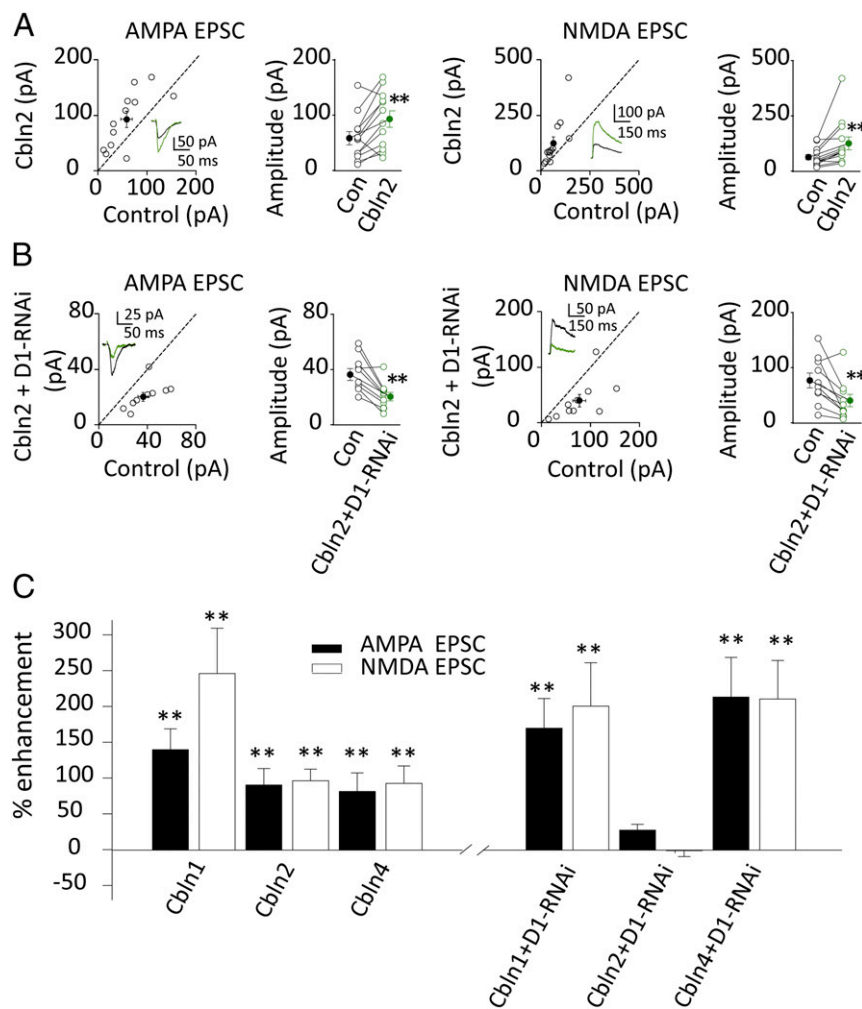 A
AMPA EPSC
NMDA EPSC
Cbln2 (pA)
200
100
0
0 100 200
Control (pA)
50 pA
50 ms
Amplitude (pA)
200
100
0
**
Con
Cbln2
Cbln2 (pA)
500
250
0
0 250 500
Control (pA)
100 pA
150 ms
Amplitude (pA)
500
250
0
**
Con
Cbln2
B
AMPA EPSC
NMDA EPSC
Cbln2 + D1-RNAi
(pA)
80
40
0
0 40 80
Control (pA)
25 pA
50 ms
Amplitude (pA)
80
40
0
**
Con
Cbln2+D1-RNAi
Cbln2 + D1-RNAi
(pA)
200
100
0
0 100 200
Control (pA)
50 pA
150 ms
Amplitude (pA)
200
100
0
**
Con
Cbln2+D1-RNAi
C
% enhancement
300
250
200
150
100
50
0
-50
AMPA EPSC
NMDA EPSC
** ** ** ** ** **
** ** ** **
Cbln1
Cbln2
Cbln4
Cbln1+D1-RNAi
Cbln2+D1-RNAi
Cbln4+D1-RNAi